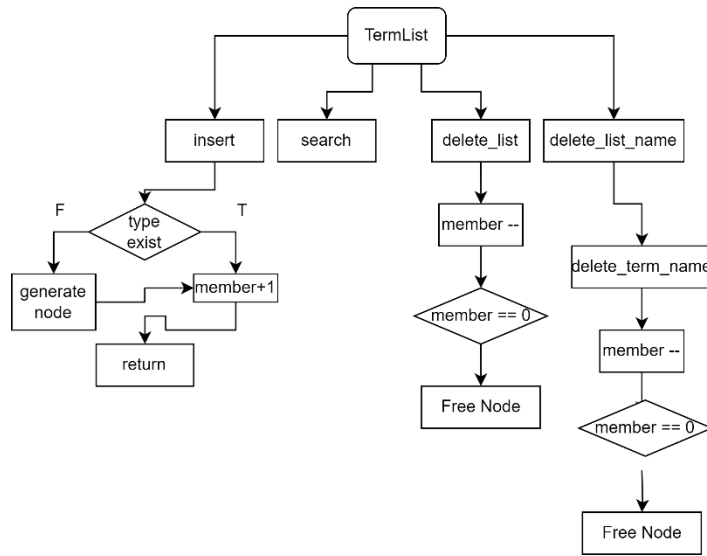 TermList
insert
search
delete_list
delete_list_name
F
T
type
exist
member --
generate
node
member+1
delete_term_name
member == 0
return
member --
Free Node
member == 0
Free Node